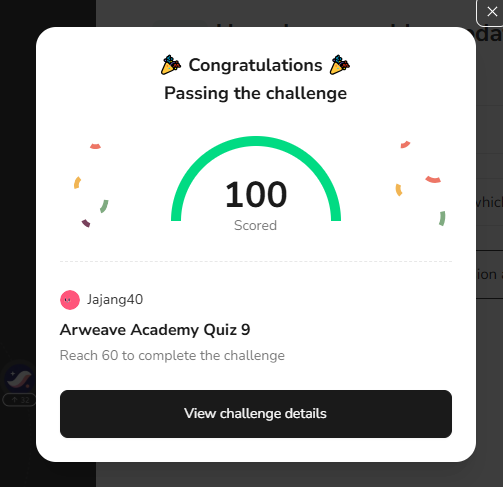 Congratulations
Passing the challenge
100
Scored
Jajang40
Arweave Academy Quiz 9
Reach 60 to complete the challenge
View challenge details